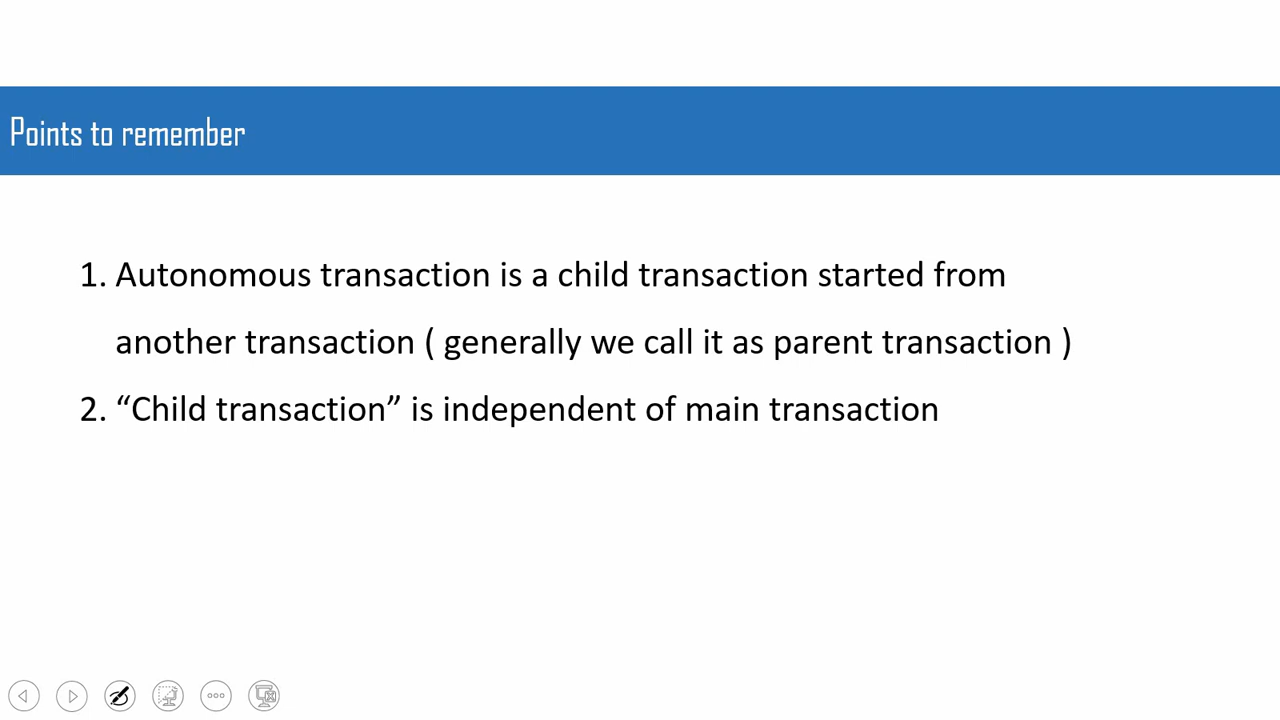 Points to remember
1. Autonomous transaction is a child transaction started from
another transaction ( generally we call it as parent transaction )
2. “Child transaction” is independent of main transaction